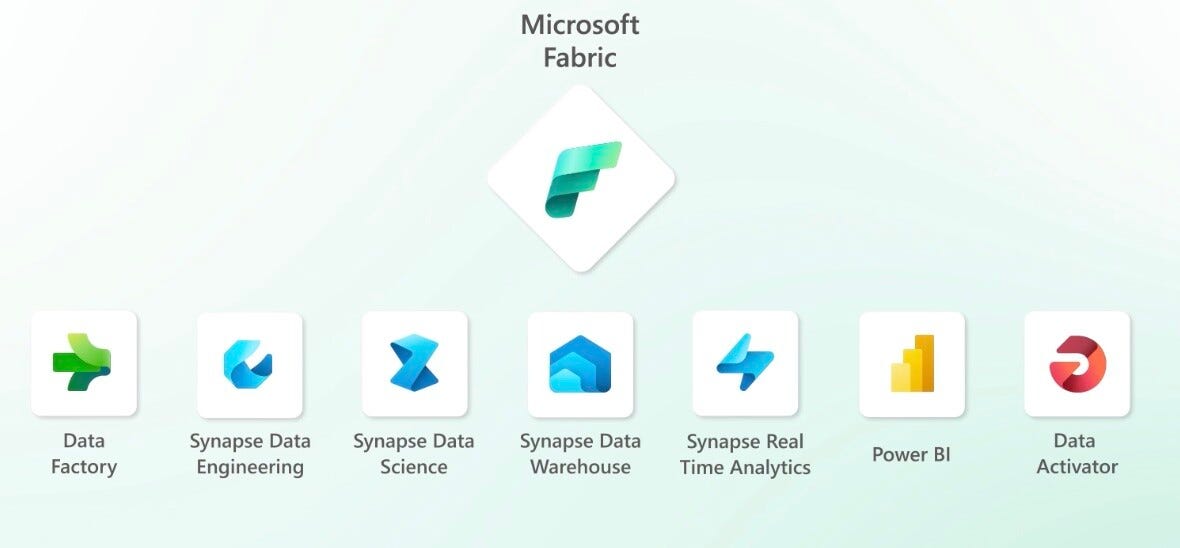 Microsoft
Fabric
Data
Factory
Synapse Data
Engineering
Synapse Data
Science
Synapse Data
Warehouse
Synapse Real
Time Analytics
Power BI
Data
Activator